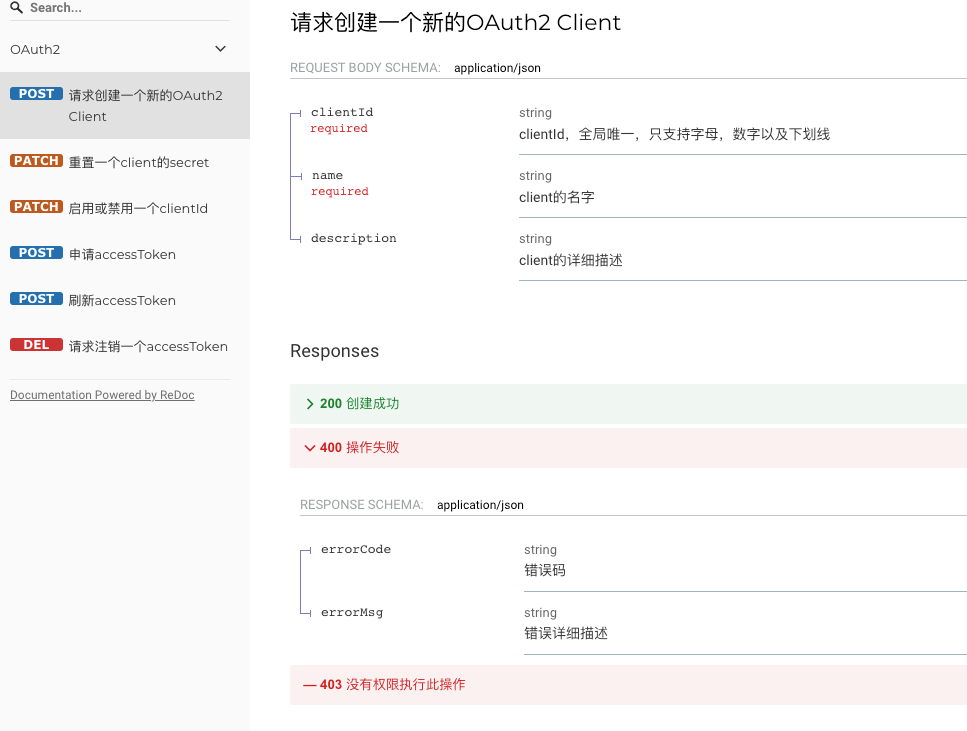 Search...
OAuth2
POST 请求创建一个新的OAuth2
Client
PATCH 重置一个client的secret
PATCH 启用或禁用一个clientId
POST 申请accessToken
POST 刷新accessToken
DEL 请求注销一个accessToken
Documentation Powered by ReDoc
请求创建一个新的OAuth2 Client
REQUEST BODY SCHEMA: application/json
clientId string
required clientId，全局唯一，只支持字母，数字以及下划线
name string
required client的名字
description string
client的详细描述
Responses
200 创建成功
400 操作失败
RESPONSE SCHEMA: application/json
errorCode string
错误码
errorMsg string
错误详细描述
— 403 没有权限执行此操作